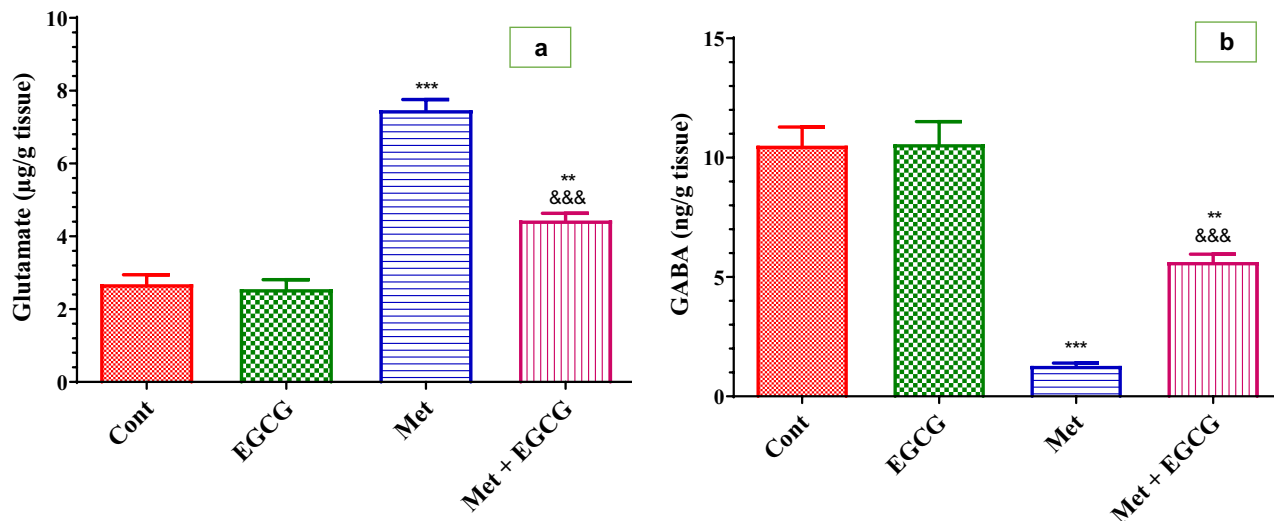 a
Glutamate (µg/g tissue)
10
8
6
4
2
0
***
**
&&&
Cont
EGCG
Met
Met + EGCG
b
GABA (ng/g tissue)
15
10
5
0
***
**
&&&
Cont
EGCG
Met
Met + EGCG